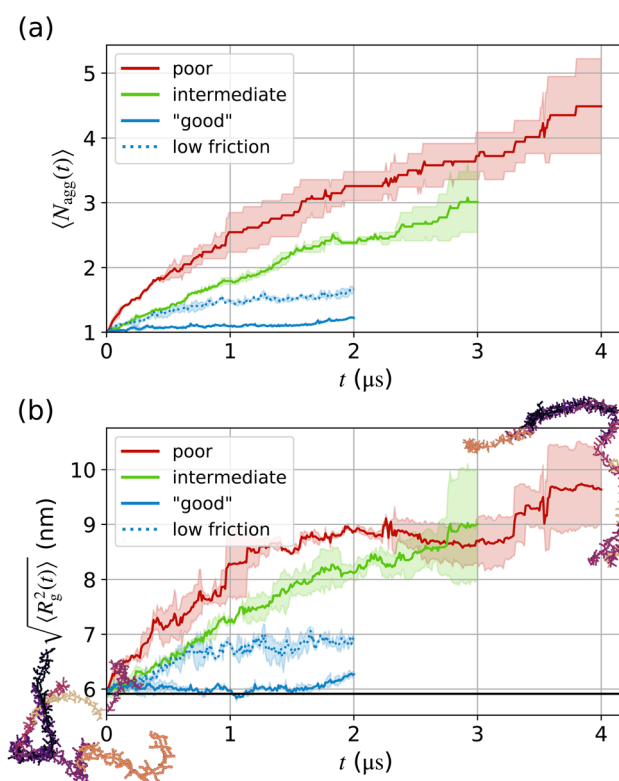 (a)
⟨N_agg(t)⟩
5
4
3
2
1
poor
intermediate
"good"
low friction
0 1 2 3 4
t (μs)
(b)
√⟨R_g^2(t)⟩ (nm)
10
9
8
7
6
poor
intermediate
"good"
low friction
0 1 2 3 4
t (μs)